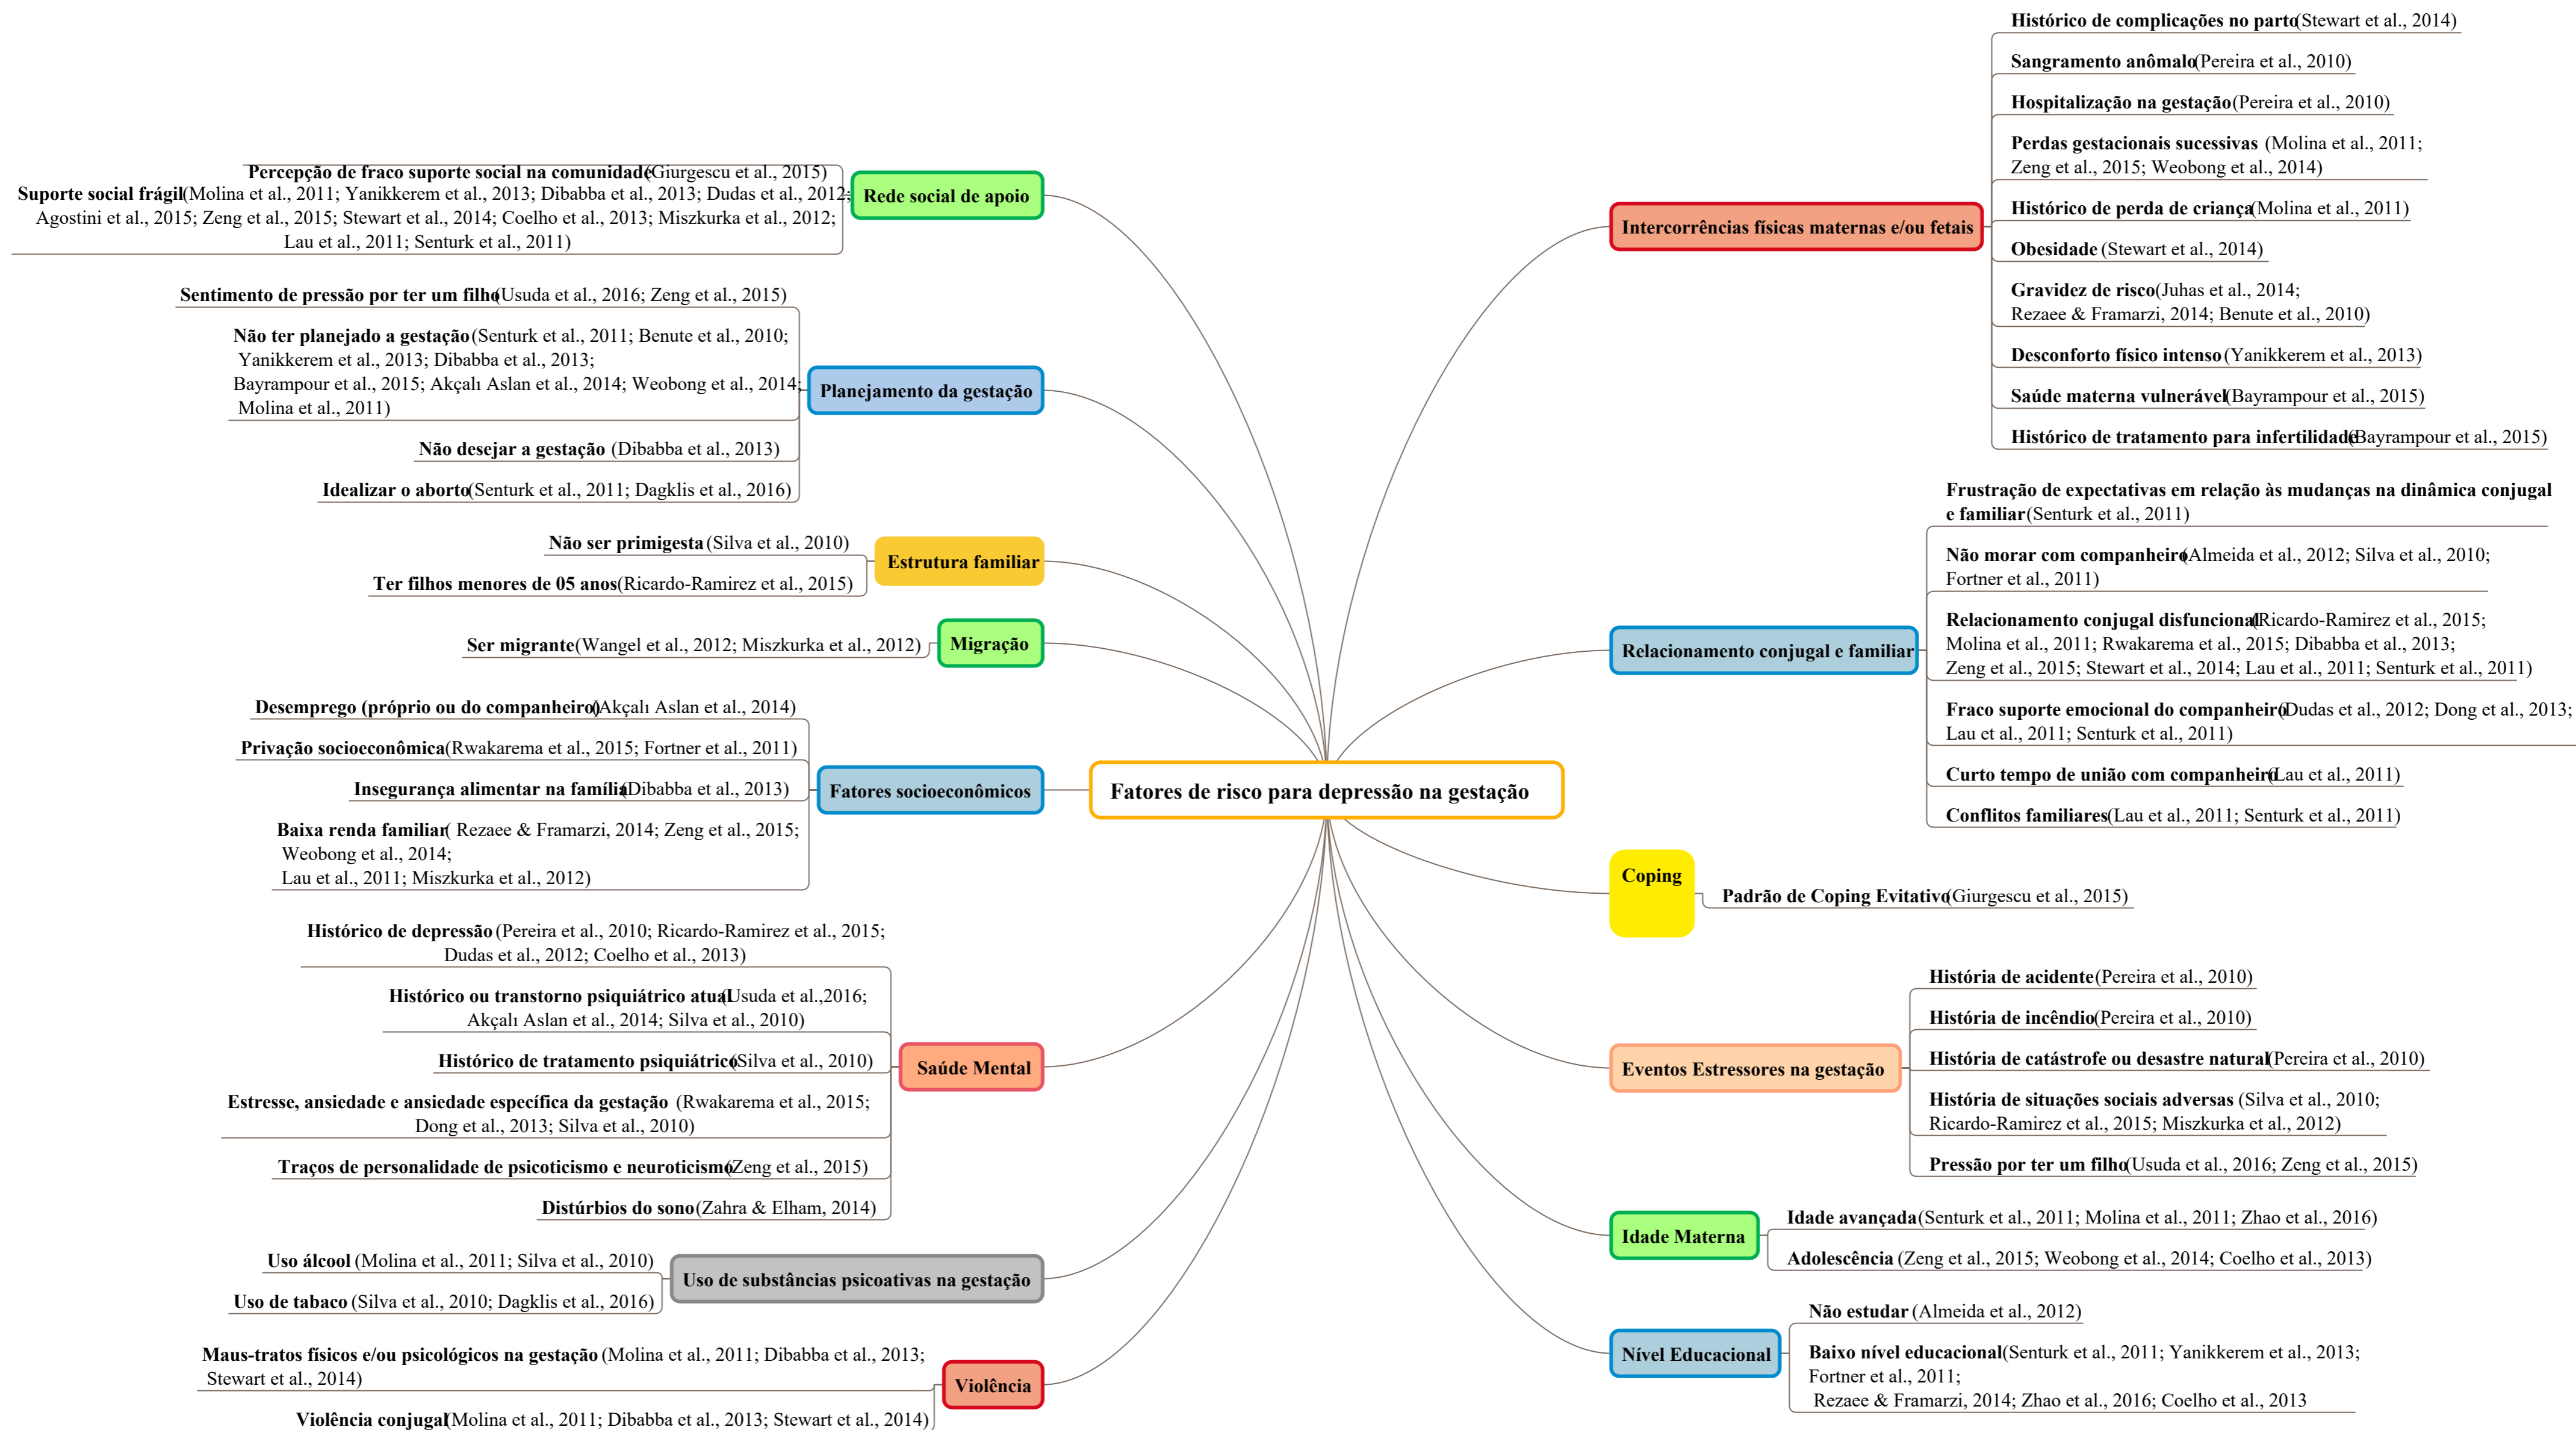 Fatores de risco para depressão na gestação
Rede social de apoio
Percepção de fraco suporte social na comunidade(Giurgescu et al., 2015)
Suporte social frágil(Molina et al., 2011; Yanikkerem et al., 2013; Dibabba et al., 2013; Dudas et al., 2012;
Agostini et al., 2015; Zeng et al., 2015; Stewart et al., 2014; Coelho et al., 2013; Miszkurka et al., 2012;
Lau et al., 2011; Senturk et al., 2011)
Planejamento da gestação
Sentimento de pressão por ter um filho(Usuda et al., 2016; Zeng et al., 2015)
Não ter planejado a gestação(Senturk et al., 2011; Benute et al., 2010;
Yanikkerem et al., 2013; Dibabba et al., 2013;
Bayrampour et al., 2015; Akçalı Aslan et al., 2014; Weobong et al., 2014;
Molina et al., 2011)
Não desejar a gestação (Dibabba et al., 2013)
Idealizar o aborto(Senturk et al., 2011; Dagklis et al., 2016)
Estrutura familiar
Não ser primigesta (Silva et al., 2010)
Ter filhos menores de 05 anos(Ricardo-Ramirez et al., 2015)
Migração
Ser migrante(Wangel et al., 2012; Miszkurka et al., 2012)
Fatores socioeconômicos
Desemprego (próprio ou do companheiro)(Akçalı Aslan et al., 2014)
Privação socioeconômica(Rwakarema et al., 2015; Fortner et al., 2011)
Insegurança alimentar na família(Dibabba et al., 2013)
Baixa renda familiar( Rezaee & Framarzi, 2014; Zeng et al., 2015;
Weobong et al., 2014;
Lau et al., 2011; Miszkurka et al., 2012)
Saúde Mental
Histórico de depressão (Pereira et al., 2010; Ricardo-Ramirez et al., 2015;
Dudas et al., 2012; Coelho et al., 2013)
Histórico ou transtorno psiquiátrico atual(Usuda et al.,2016;
Akçalı Aslan et al., 2014; Silva et al., 2010)
Histórico de tratamento psiquiátrico(Silva et al., 2010)
Estresse, ansiedade e ansiedade específica da gestação (Rwakarema et al., 2015;
Dong et al., 2013; Silva et al., 2010)
Traços de personalidade de psicoticismo e neuroticismo(Zeng et al., 2015)
Distúrbios do sono(Zahra & Elham, 2014)
Uso de substâncias psicoativas na gestação
Uso álcool (Molina et al., 2011; Silva et al., 2010)
Uso de tabaco (Silva et al., 2010; Dagklis et al., 2016)
Violência
Maus-tratos físicos e/ou psicológicos na gestação (Molina et al., 2011; Dibabba et al., 2013;
Stewart et al., 2014)
Violência conjugal(Molina et al., 2011; Dibabba et al., 2013; Stewart et al., 2014)
Intercorrências físicas maternas e/ou fetais
Histórico de complicações no parto(Stewart et al., 2014)
Sangramento anômalo(Pereira et al., 2010)
Hospitalização na gestação(Pereira et al., 2010)
Perdas gestacionais sucessivas (Molina et al., 2011;
Zeng et al., 2015; Weobong et al., 2014)
Histórico de perda de criança(Molina et al., 2011)
Obesidade (Stewart et al., 2014)
Gravidez de risco(Juhas et al., 2014;
Rezaee & Framarzi, 2014; Benute et al., 2010)
Desconforto físico intenso (Yanikkerem et al., 2013)
Saúde materna vulnerável(Bayrampour et al., 2015)
Histórico de tratamento para infertilidade(Bayrampour et al., 2015)
Relacionamento conjugal e familiar
Frustração de expectativas em relação às mudanças na dinâmica conjugal
e familiar(Senturk et al., 2011)
Não morar com companheiro(Almeida et al., 2012; Silva et al., 2010;
Fortner et al., 2011)
Relacionamento conjugal disfuncional(Ricardo-Ramirez et al., 2015;
Molina et al., 2011; Rwakarema et al., 2015; Dibabba et al., 2013;
Zeng et al., 2015; Stewart et al., 2014; Lau et al., 2011; Senturk et al., 2011)
Fraco suporte emocional do companheiro(Dudas et al., 2012; Dong et al., 2013;
Lau et al., 2011; Senturk et al., 2011)
Curto tempo de união com companheiro(Lau et al., 2011)
Conflitos familiares(Lau et al., 2011; Senturk et al., 2011)
Coping
Padrão de Coping Evitativo(Giurgescu et al., 2015)
Eventos Estressores na gestação
História de acidente(Pereira et al., 2010)
História de incêndio(Pereira et al., 2010)
História de catástrofe ou desastre natural(Pereira et al., 2010)
História de situações sociais adversas (Silva et al., 2010;
Ricardo-Ramirez et al., 2015; Miszkurka et al., 2012)
Pressão por ter um filho(Usuda et al., 2016; Zeng et al., 2015)
Idade Materna
Idade avançada(Senturk et al., 2011; Molina et al., 2011; Zhao et al., 2016)
Adolescência (Zeng et al., 2015; Weobong et al., 2014; Coelho et al., 2013)
Nível Educacional
Não estudar (Almeida et al., 2012)
Baixo nível educacional(Senturk et al., 2011; Yanikkerem et al., 2013;
Fortner et al., 2011;
Rezaee & Framarzi, 2014; Zhao et al., 2016; Coelho et al., 2013